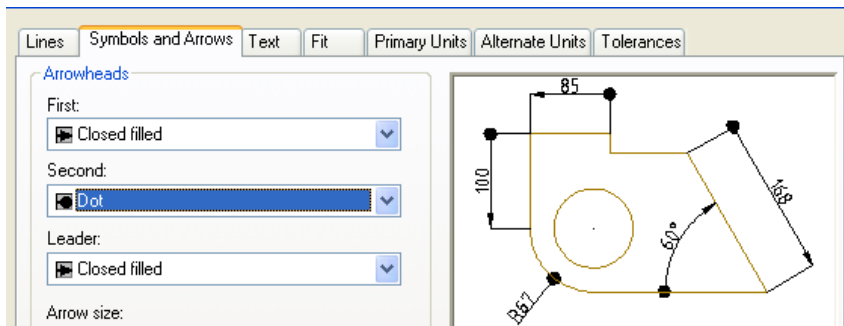 Lines Symbols and Arrows Text Fit Primary Units Alternate Units Tolerances
Arrowheads
First:
Closed filled
Second:
Dot
Leader:
Closed filled
Arrow size:
85
100
168
60°
R67